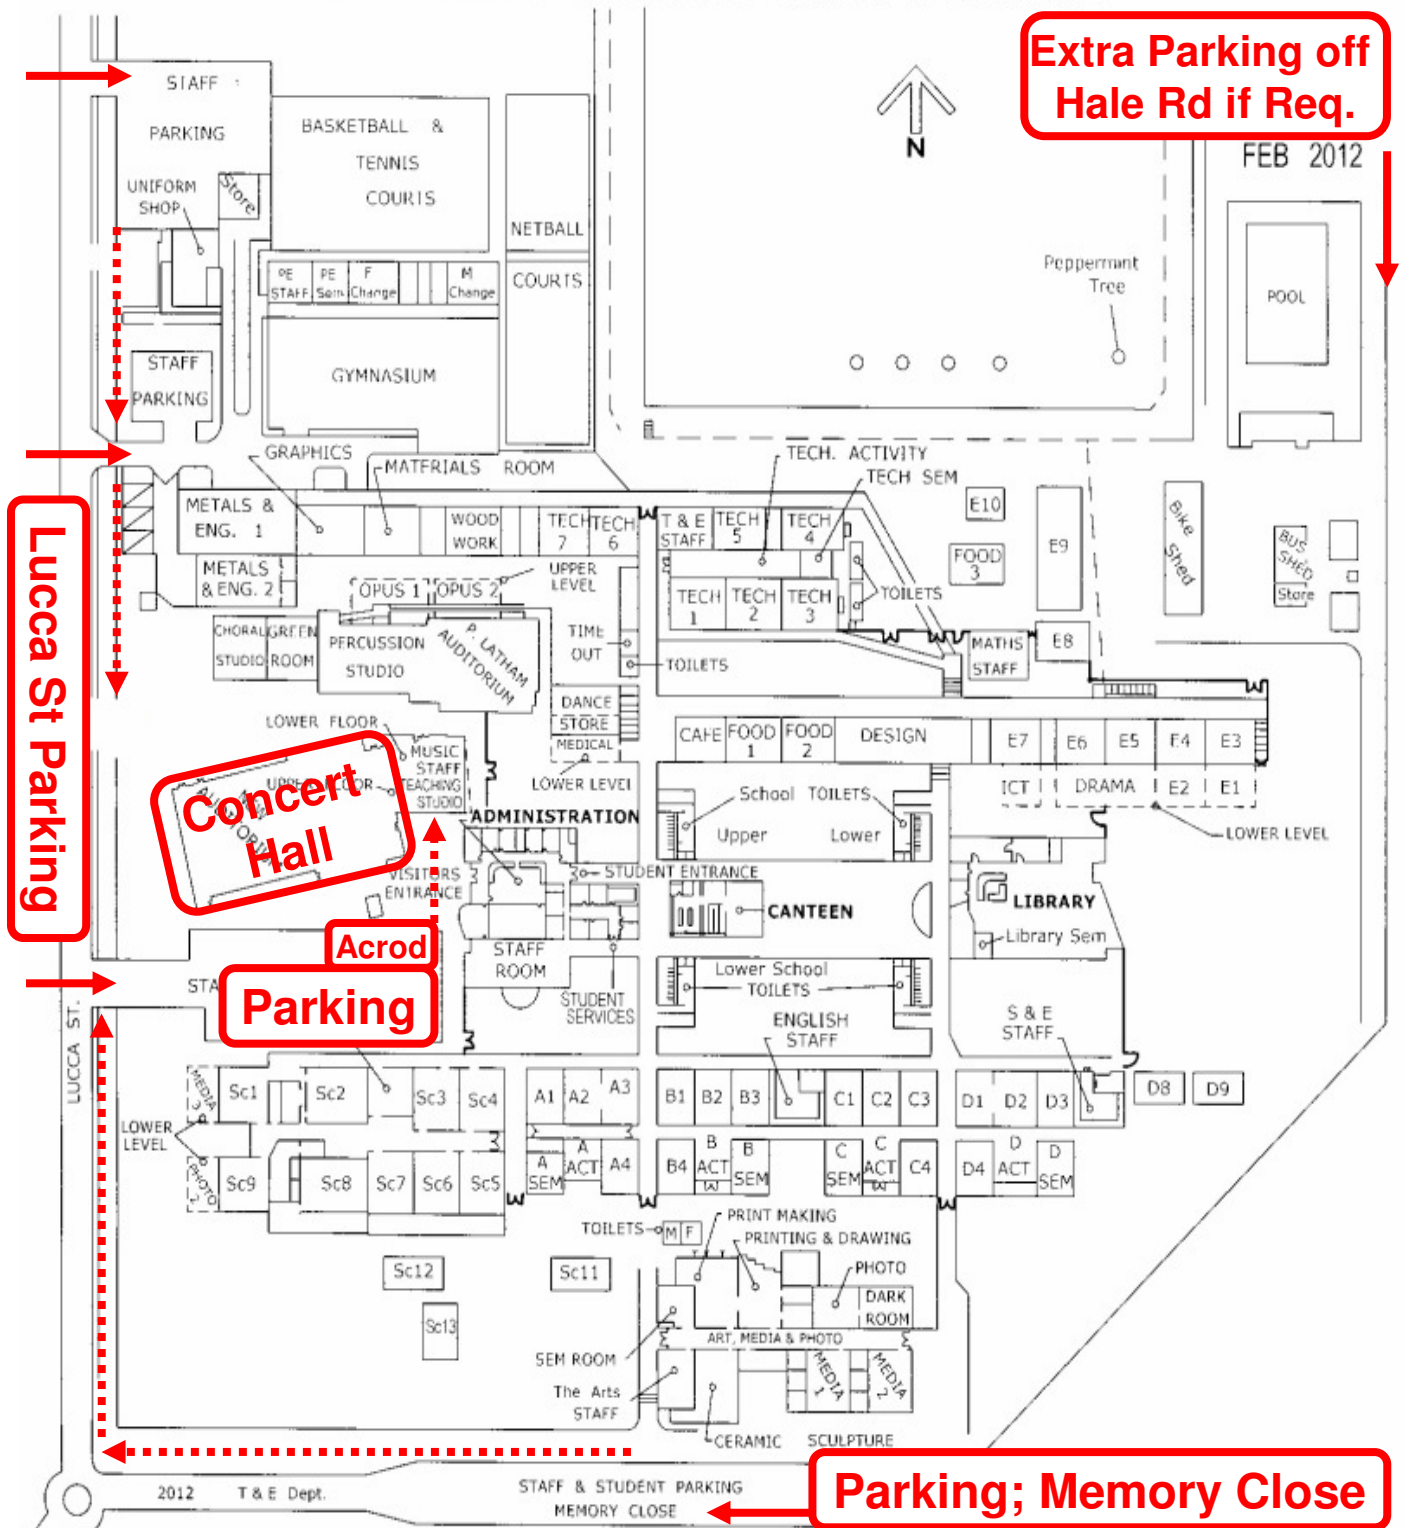 Extra Parking off
Hale Rd if Req.
FEB 2012
N
STAFF
PARKING
UNIFORM
SHOP
Store
BASKETBALL &
TENNIS
COURTS
NETBALL
COURTS
PE
STAFF
PE
Sem
F
Change
M
Change
Peppermint
Tree
POOL
STAFF
PARKING
GYMNASIUM
GRAPHICS
MATERIALS ROOM
TECH. ACTIVITY
TECH SEM
METALS &
ENG. 1
WOOD
WORK
TECH
7
TECH
6
T & E
STAFF
TECH
5
TECH
4
E10
E9
Bike
Shed
BUS
SHED
Store
METALS
& ENG. 2
OPUS 1
OPUS 2
UPPER
LEVEL
FOOD
3
TOILETS
TECH
1
TECH
2
TECH
3
CHORAL
STUDIO
GREEN
ROOM
PERCUSSION
STUDIO
P. LATHAM
AUDITORIUM
TIME
OUT
TOILETS
MATHS
STAFF
E8
Lucca St Parking
DANCE
STORE
MEDICAL
LOWER LEVEL
CAFE
FOOD
1
FOOD
2
DESIGN
E7
E6
E5
E4
E3
ICT
DRAMA
E2
E1
LOWER LEVEL
LOWER FLOOR
UPPER FLOOR
MUSIC
STAFF
TEACHING
STUDIO
Concert
Hall
AUDITORIUM
ADMINISTRATION
School TOILETS
Upper
Lower
VISITORS
ENTRANCE
STUDENT ENTRANCE
CANTEEN
LIBRARY
Library Sem
Acrod
Parking
STA
STAFF
ROOM
STUDENT
SERVICES
Lower School
TOILETS
ENGLISH
STAFF
S & E
STAFF
LUCCA ST.
MEDIA
3
Sc1
Sc2
Sc3
Sc4
A1
A2
A3
B1
B2
B3
C1
C2
C3
D1
D2
D3
D8
D9
LOWER
LEVEL
PHOTO
2
Sc9
Sc8
Sc7
Sc6
Sc5
A
SEM
A
ACT
A4
B4
B
ACT
B
SEM
C
SEM
C
ACT
C4
D4
D
ACT
D
SEM
TOILETS
M
F
PRINT MAKING
PRINTING & DRAWING
PHOTO
DARK
ROOM
Sc12
Sc11
Sc13
ART, MEDIA & PHOTO
SEM ROOM
The Arts
STAFF
MEDIA
1
MEDIA
2
CERAMIC SCULPTURE
2012 T & E Dept.
STAFF & STUDENT PARKING
MEMORY CLOSE
Parking; Memory Close